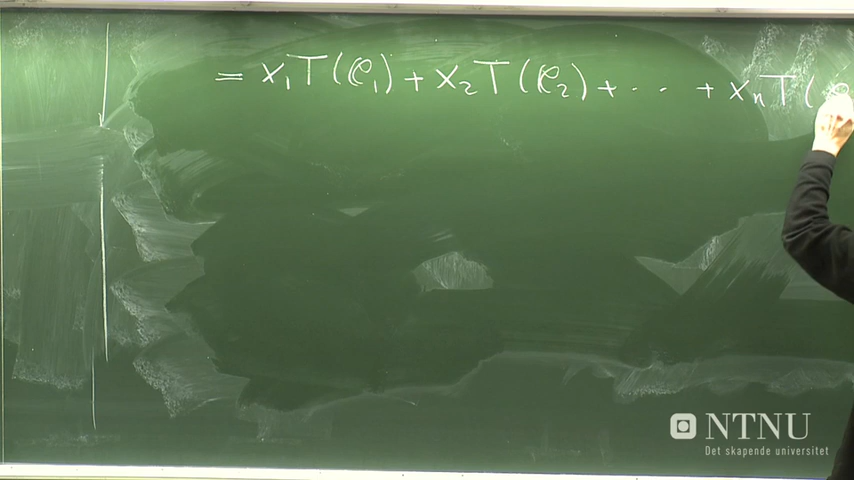 = x₁T(e₁) + x₂T(e₂) + ... + xₙT(e
NTNU
Det skapende universitet